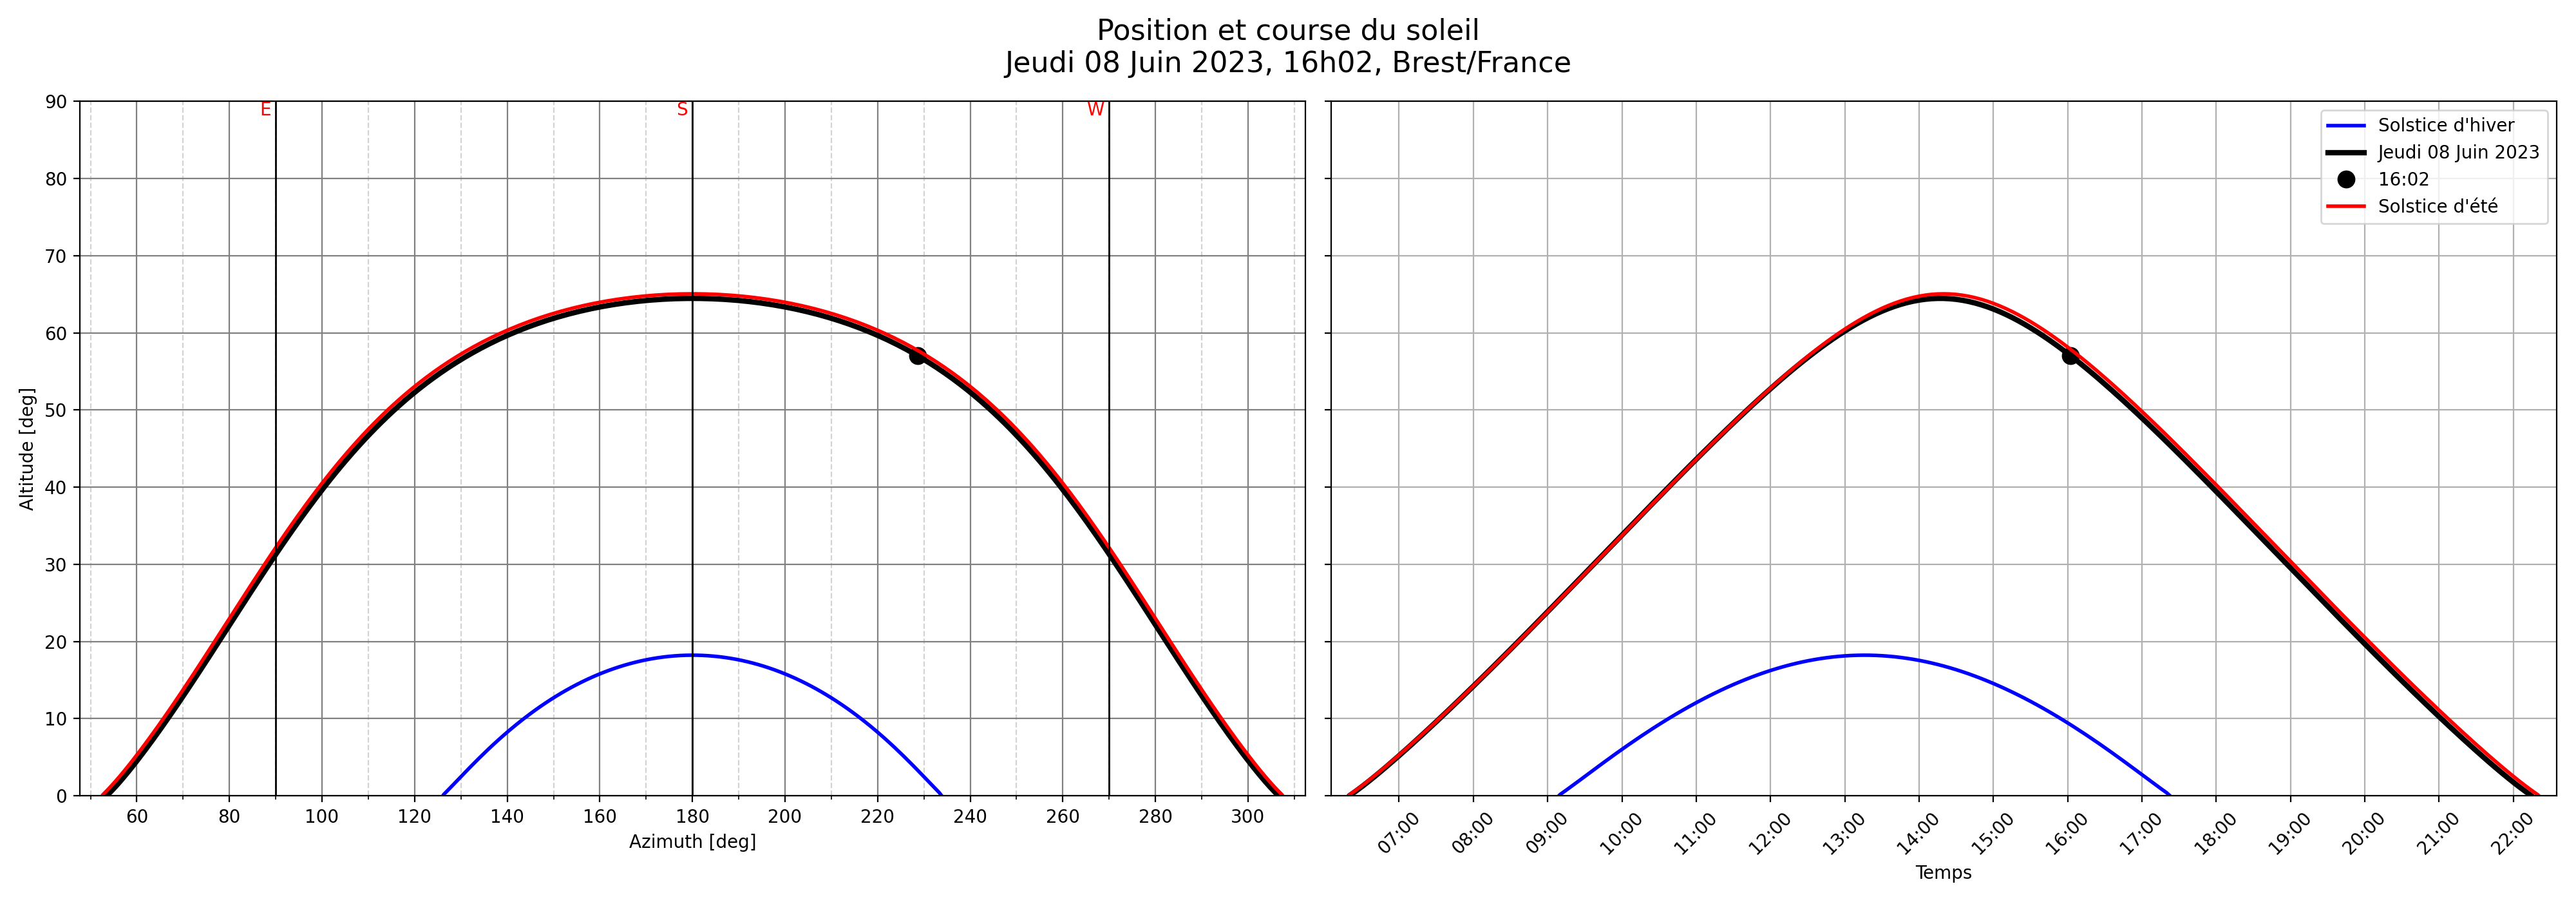 Position et course du soleil
Jeudi 08 Juin 2023, 16h02, Brest/France
E
S
W
90
80
70
60
50
40
30
20
10
0
Altitude [deg]
60 80 100 120 140 160 180 200 220 240 260 280 300
Azimuth [deg]
Solstice d'hiver
Jeudi 08 Juin 2023
16:02
Solstice d'été
07:00 08:00 09:00 10:00 11:00 12:00 13:00 14:00 15:00 16:00 17:00 18:00 19:00 20:00 21:00 22:00
Temps